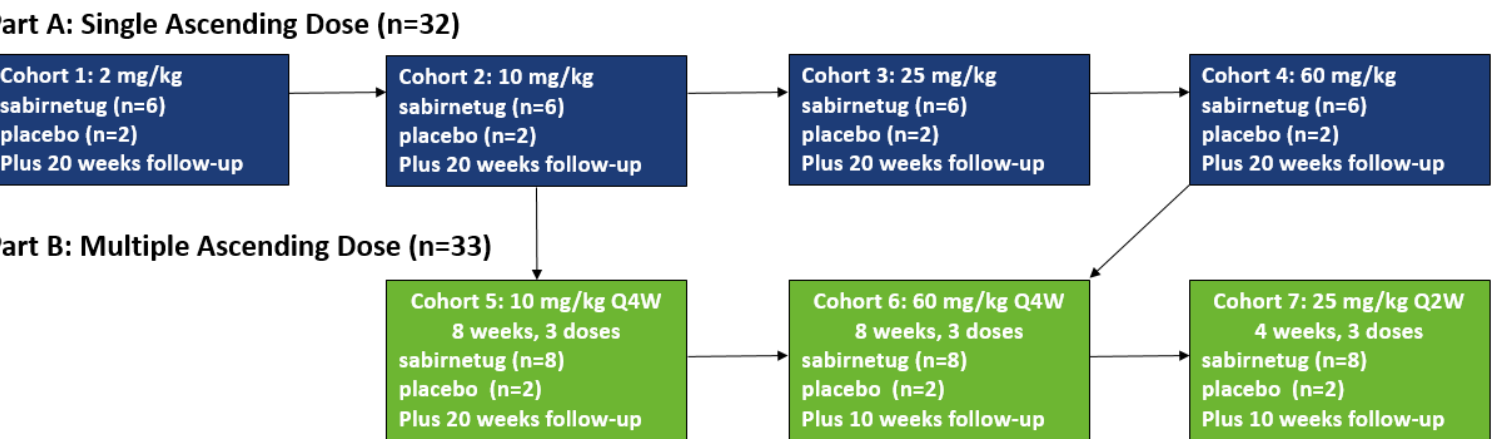 art A: Single Ascending Dose (n=32)
Cohort 1: 2 mg/kg
sabirnetug (n=6)
placebo (n=2)
Plus 20 weeks follow-up
Cohort 2: 10 mg/kg
sabirnetug (n=6)
placebo (n=2)
Plus 20 weeks follow-up
Cohort 3: 25 mg/kg
sabirnetug (n=6)
placebo (n=2)
Plus 20 weeks follow-up
Cohort 4: 60 mg/kg
sabirnetug (n=6)
placebo (n=2)
Plus 20 weeks follow-up
art B: Multiple Ascending Dose (n=33)
Cohort 5: 10 mg/kg Q4W
8 weeks, 3 doses
sabirnetug (n=8)
placebo (n=2)
Plus 20 weeks follow-up
Cohort 6: 60 mg/kg Q4W
8 weeks, 3 doses
sabirnetug (n=8)
placebo (n=2)
Plus 10 weeks follow-up
Cohort 7: 25 mg/kg Q2W
4 weeks, 3 doses
sabirnetug (n=8)
placebo (n=2)
Plus 10 weeks follow-up